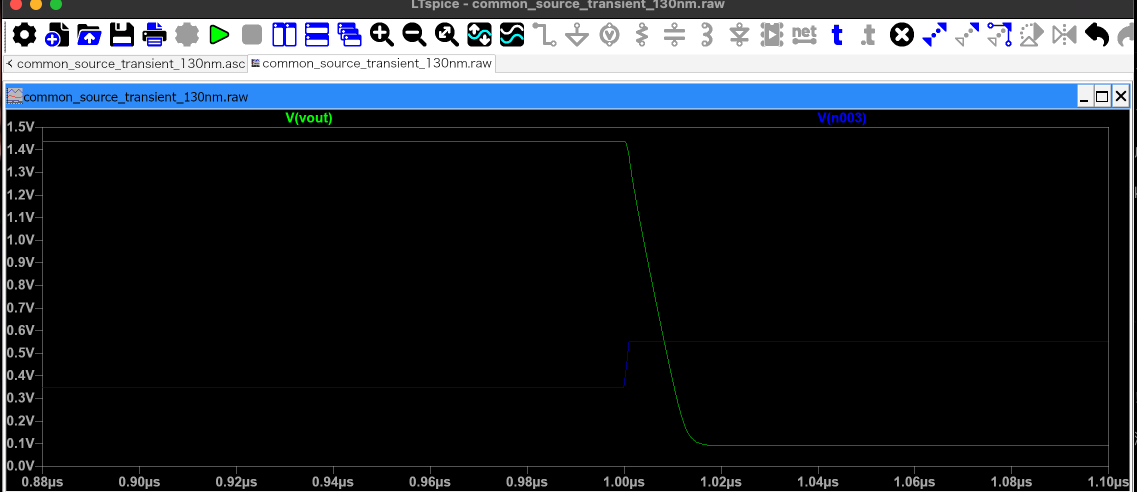 LTspice - common_source_transient_130nm.raw
net t .t
common_source_transient_130nm.asc common_source_transient_130nm.raw
common_source_transient_130nm.raw
V(vout) V(n003)
1.5V
1.4V
1.3V
1.2V
1.1V
1.0V
0.9V
0.8V
0.7V
0.6V
0.5V
0.4V
0.3V
0.2V
0.1V
0.0V
0.88µs 0.90µs 0.92µs 0.94µs 0.96µs 0.98µs 1.00µs 1.02µs 1.04µs 1.06µs 1.08µs 1.10µs